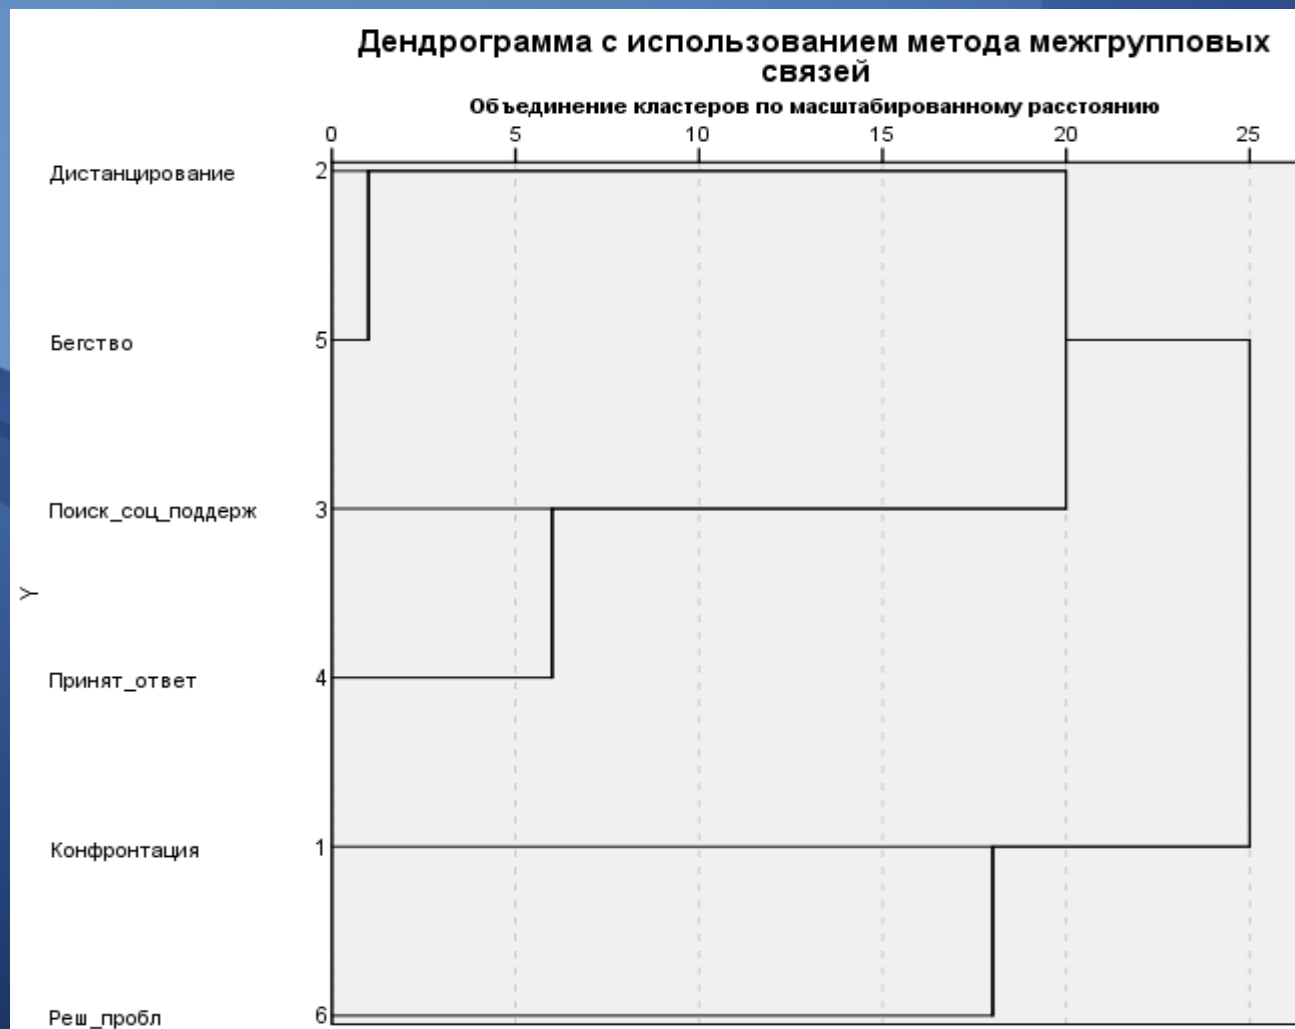 Дендрограмма с использованием метода межгрупповых
связей
Объединение кластеров по масштабированному расстоянию
0 5 10 15 20 25
Дистанцирование 2
Бегство 5
Поиск_соц_поддерж 3
Y
Принят_ответ 4
Конфронтация 1
Реш_пробл 6